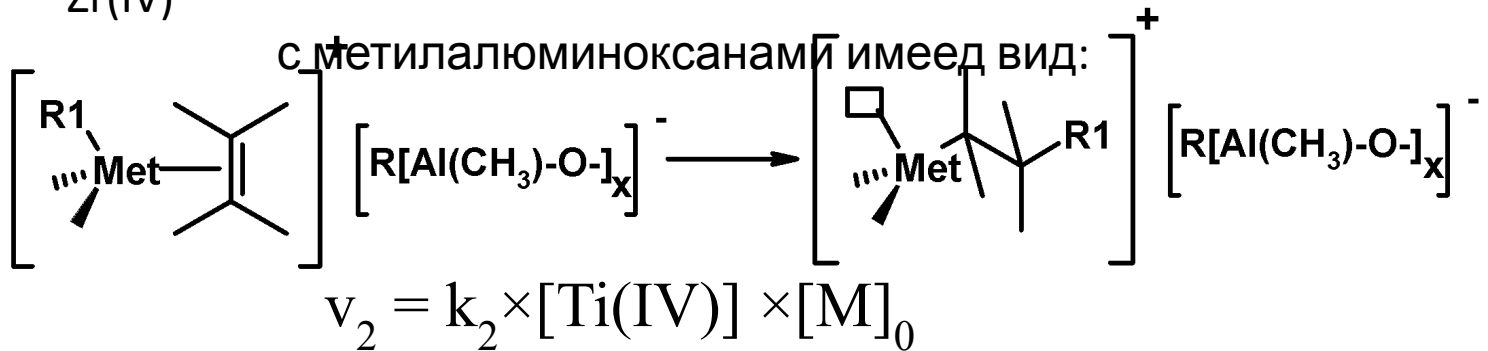 Zr(IV)
с метилалюминоксанами имеед вид:
[R1 Met]+ [R[Al(CH3)-O-]x]- → [Met R1]+ [R[Al(CH3)-O-]x]-
v2 = k2×[Ti(IV)] ×[M]0